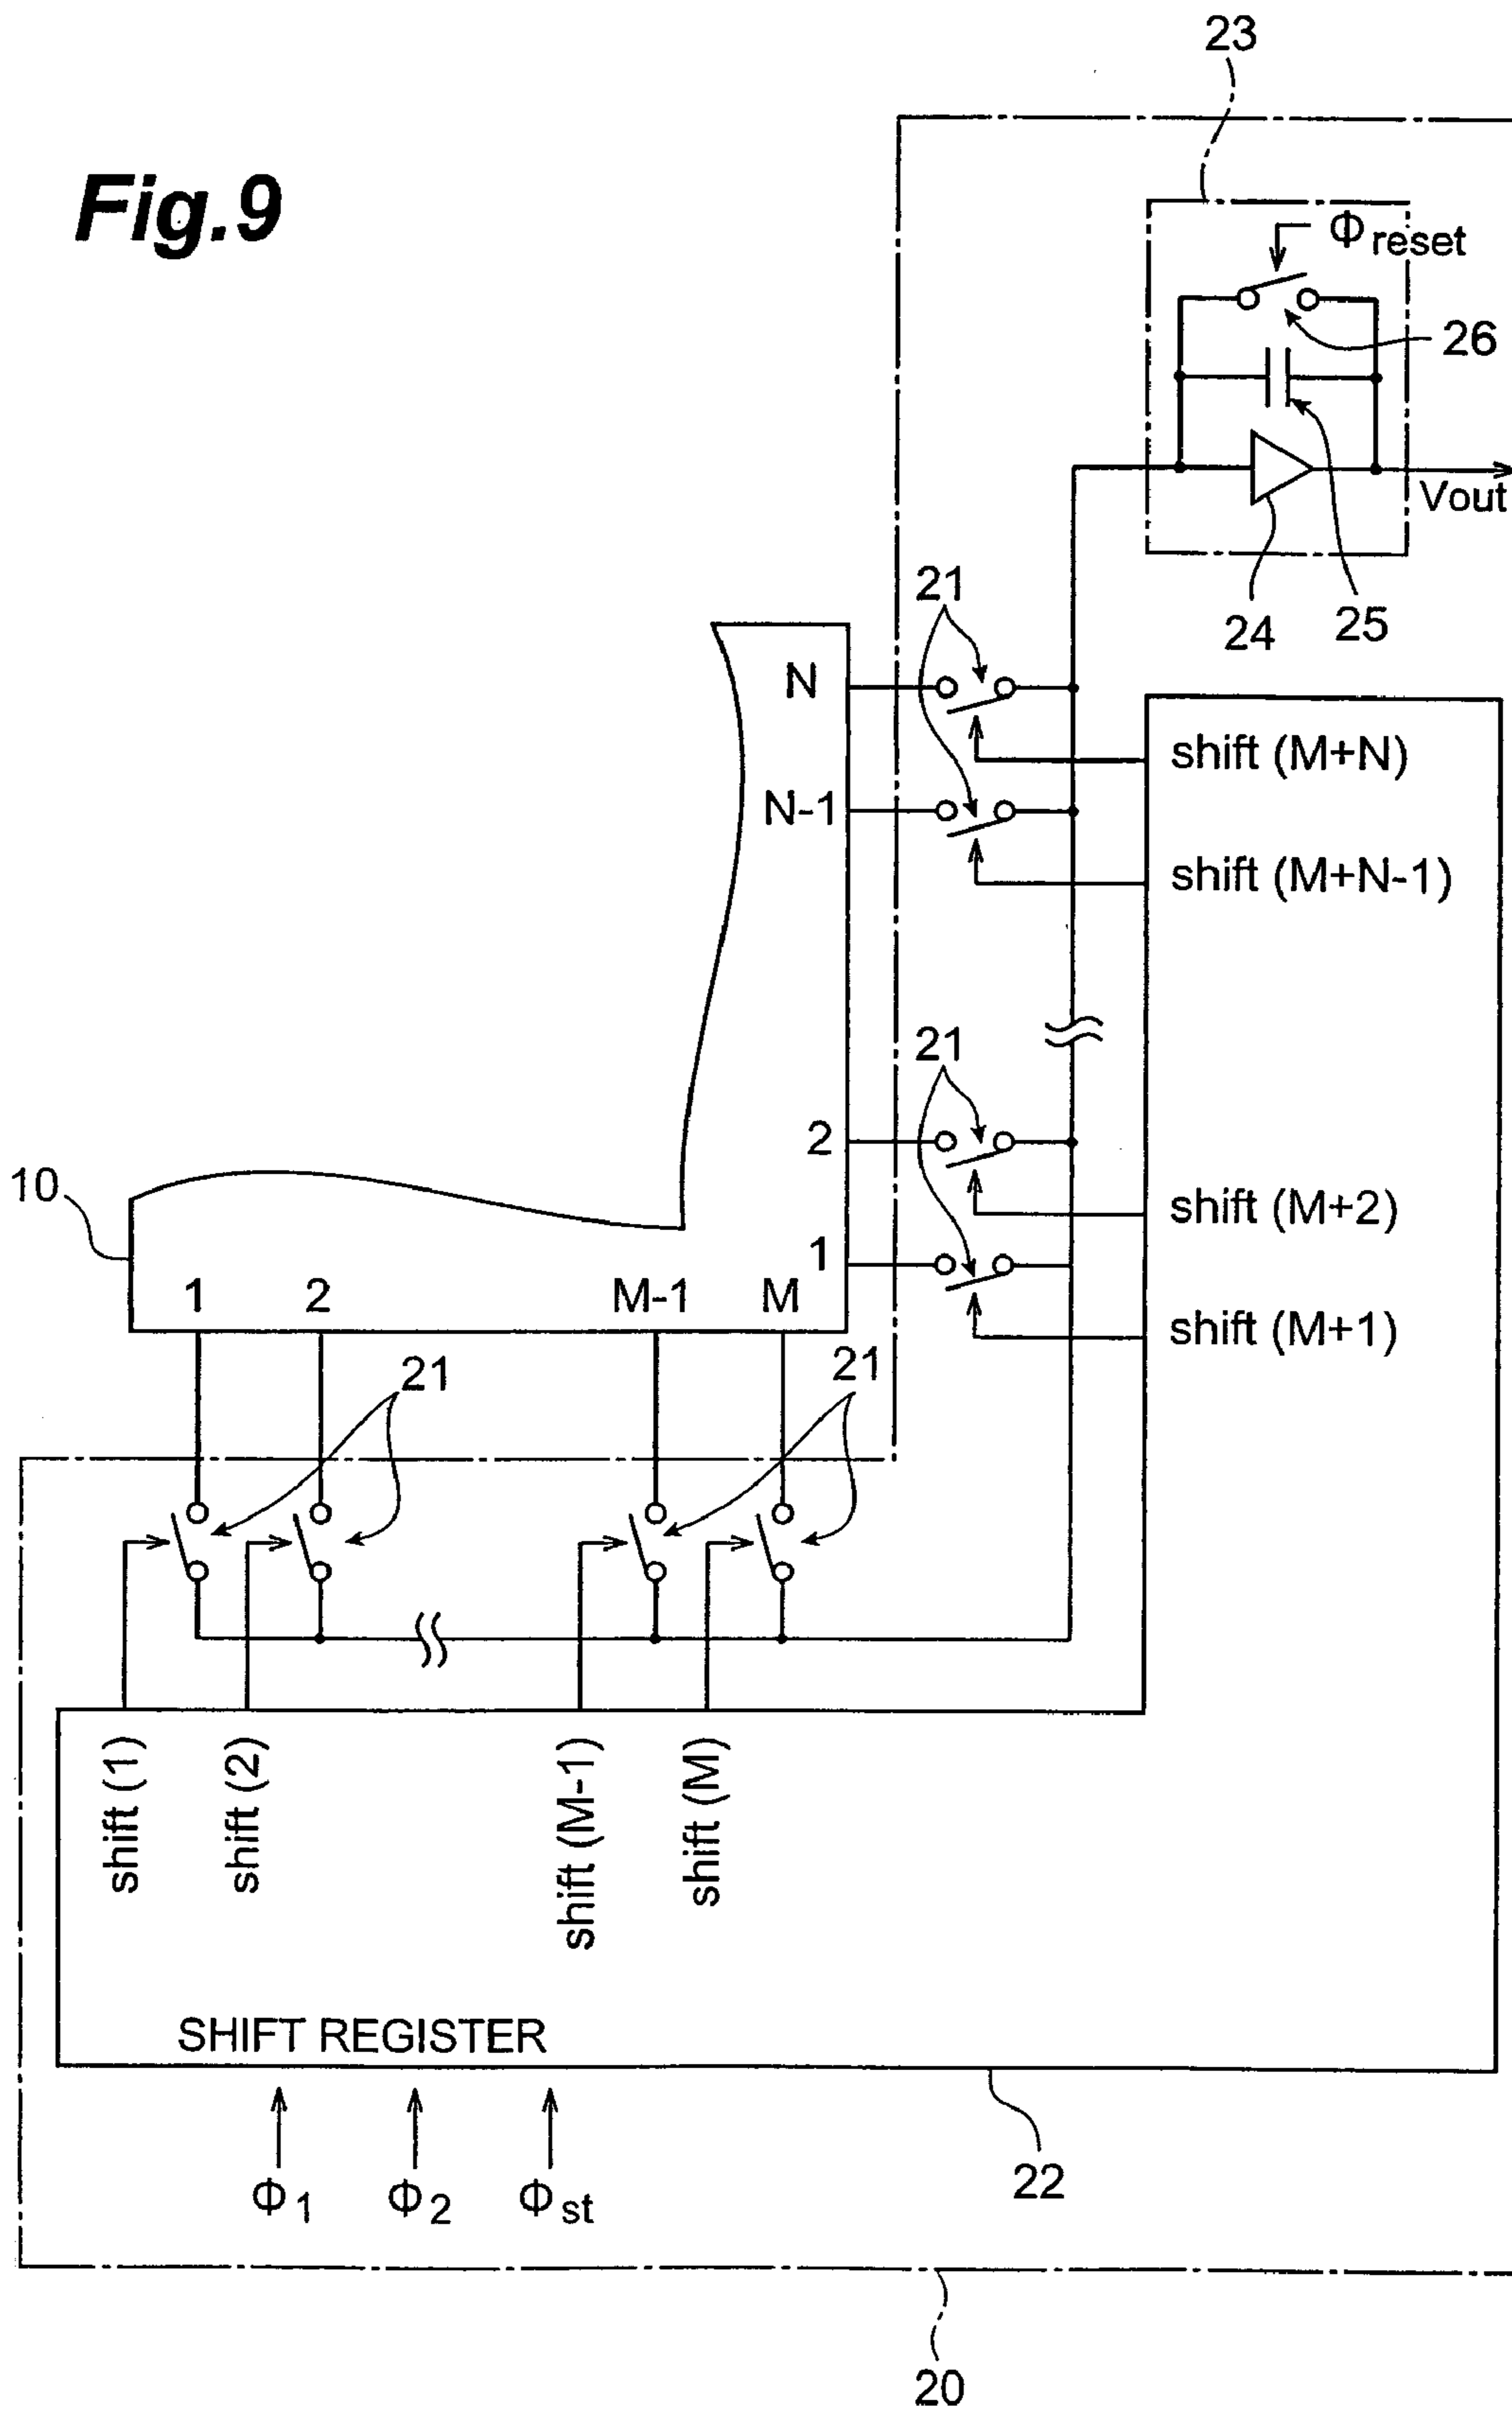 Fig.9
23
Φreset
26
Vout
24
25
21
N
shift (M+N)
N-1
shift (M+N-1)
21
2
shift (M+2)
10
1
shift (M+1)
1
2
M-1
M
21
21
shift (1)
shift (2)
shift (M-1)
shift (M)
SHIFT REGISTER
Φ1
Φ2
Φst
22
20